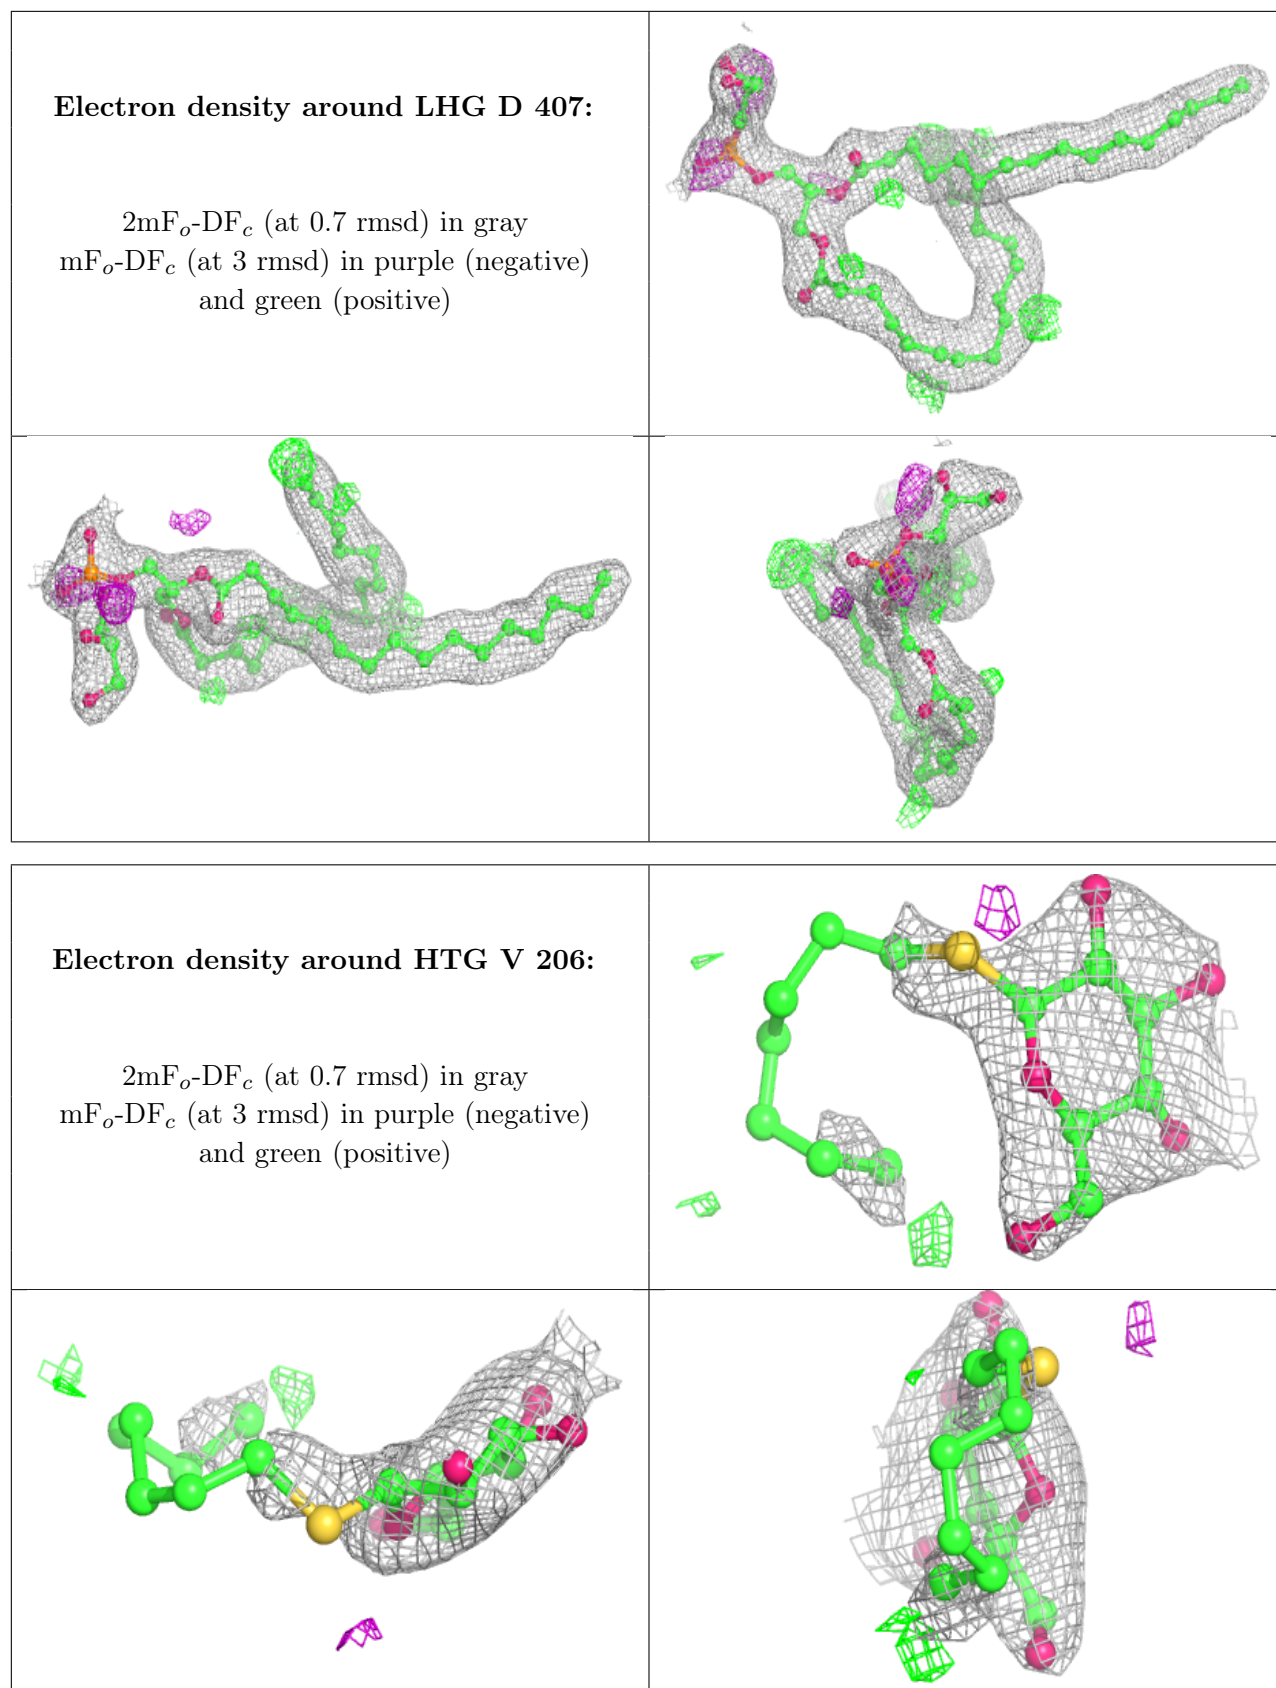 Electron density around LHG D 407:
2mFo-DFc (at 0.7 rmsd) in gray
mFo-DFc (at 3 rmsd) in purple (negative)
and green (positive)
Electron density around HTG V 206:
2mFo-DFc (at 0.7 rmsd) in gray
mFo-DFc (at 3 rmsd) in purple (negative)
and green (positive)